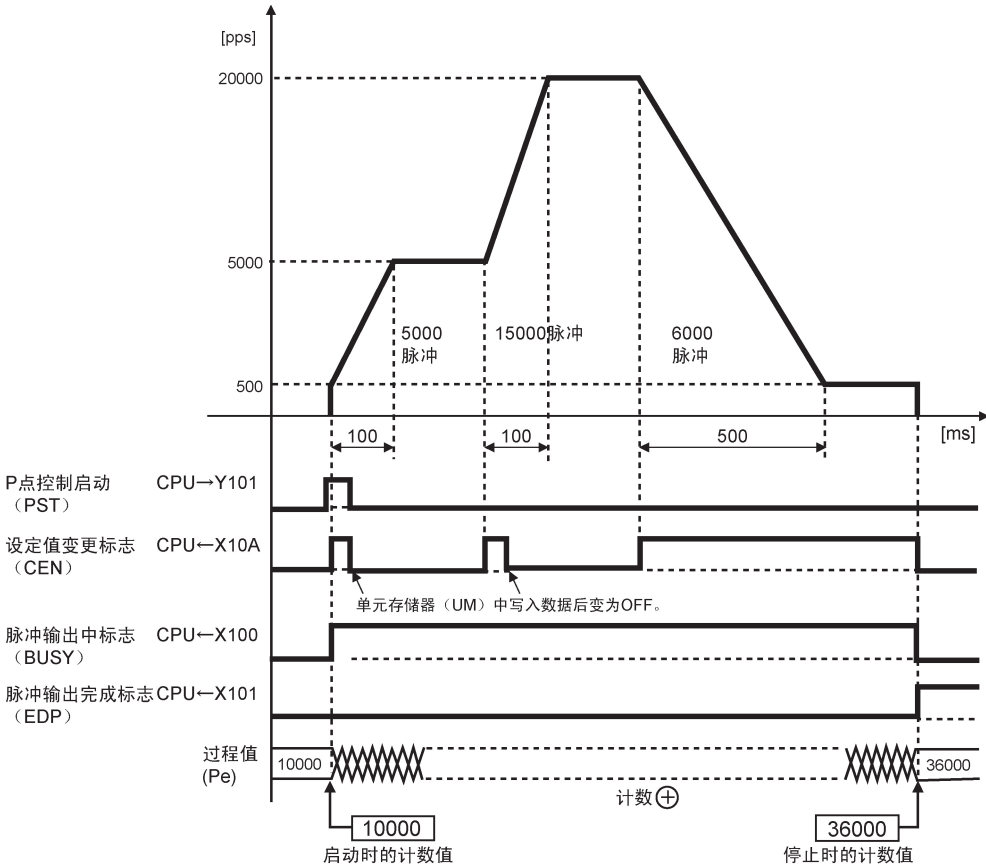 [pps]
20000
5000
5000
脉冲
15000脉冲
6000
脉冲
500
[ms]
100
100
500
P点控制启动
（PST）
CPU→Y101
设定值变更标志
（CEN）
CPU←X10A
单元存储器（UM）中写入数据后变为OFF。
脉冲输出中标志
（BUSY）
CPU←X100
脉冲输出完成标志
（EDP）
CPU←X101
过程值
(Pe)
10000
36000
计数⊕
10000
启动时的计数值
36000
停止时的计数值